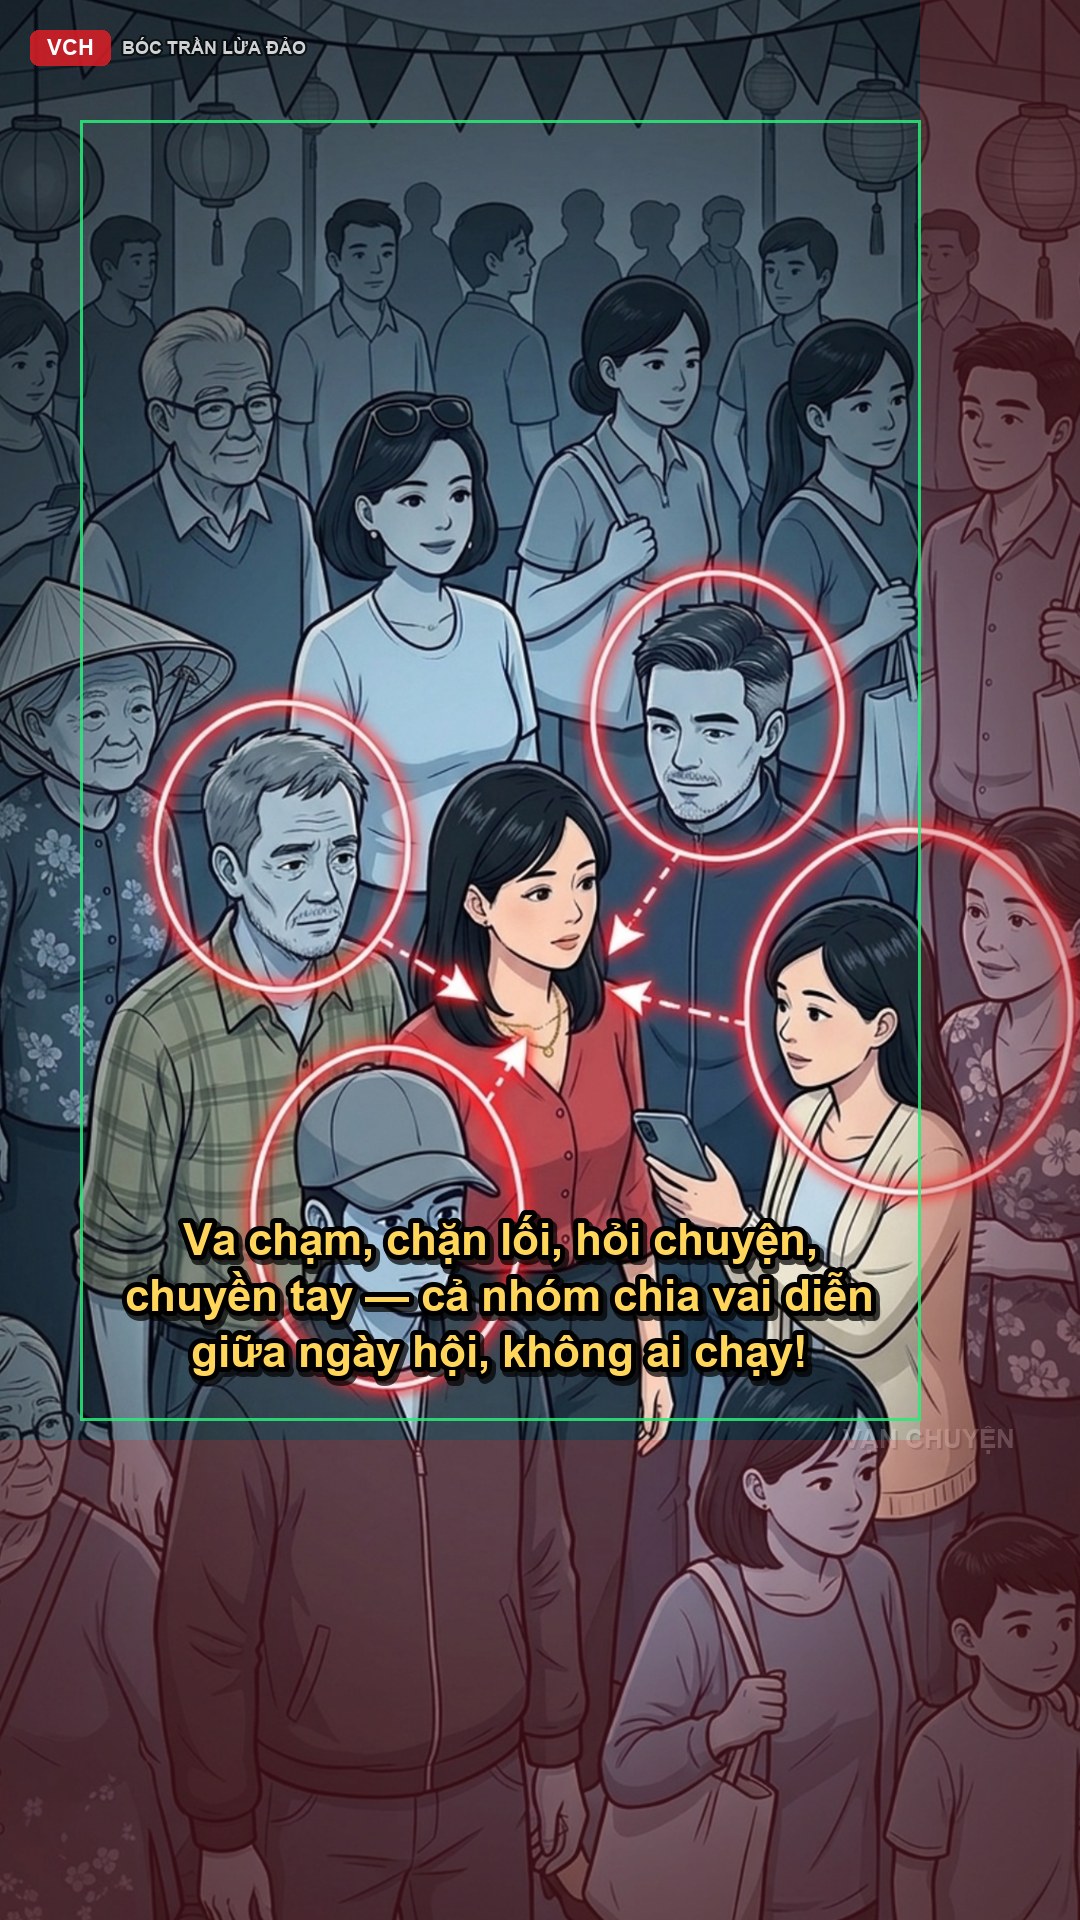 VCH BÓC TRẦN LỪA ĐẢO
Va chạm, chặn lối, hỏi chuyện,
chuyền tay — cả nhóm chia vai diễn
giữa ngày hội, không ai chạy!
VẠN CHUYỆN